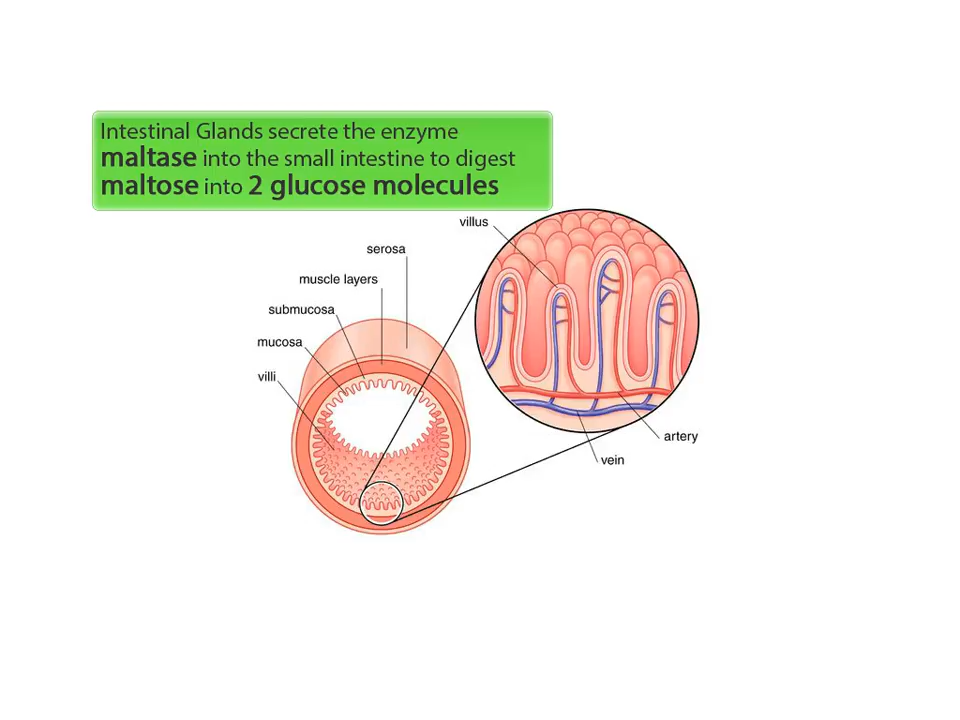 Intestinal Glands secrete the enzyme
maltase into the small intestine to digest
maltose into 2 glucose molecules
villus
serosa
muscle layers
submucosa
mucosa
villi
artery
vein